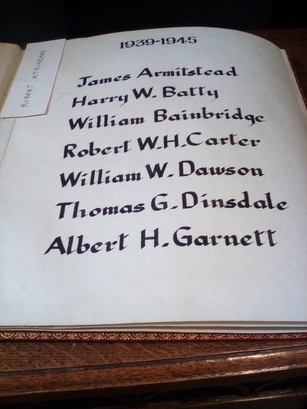 1939-1945
ROBERT ATKINSON
James Armitstead
Harry W. Batty
William Bainbridge
Robert W.H. Carter
William W. Dawson
Thomas G. Dinsdale
Albert H. Garnett